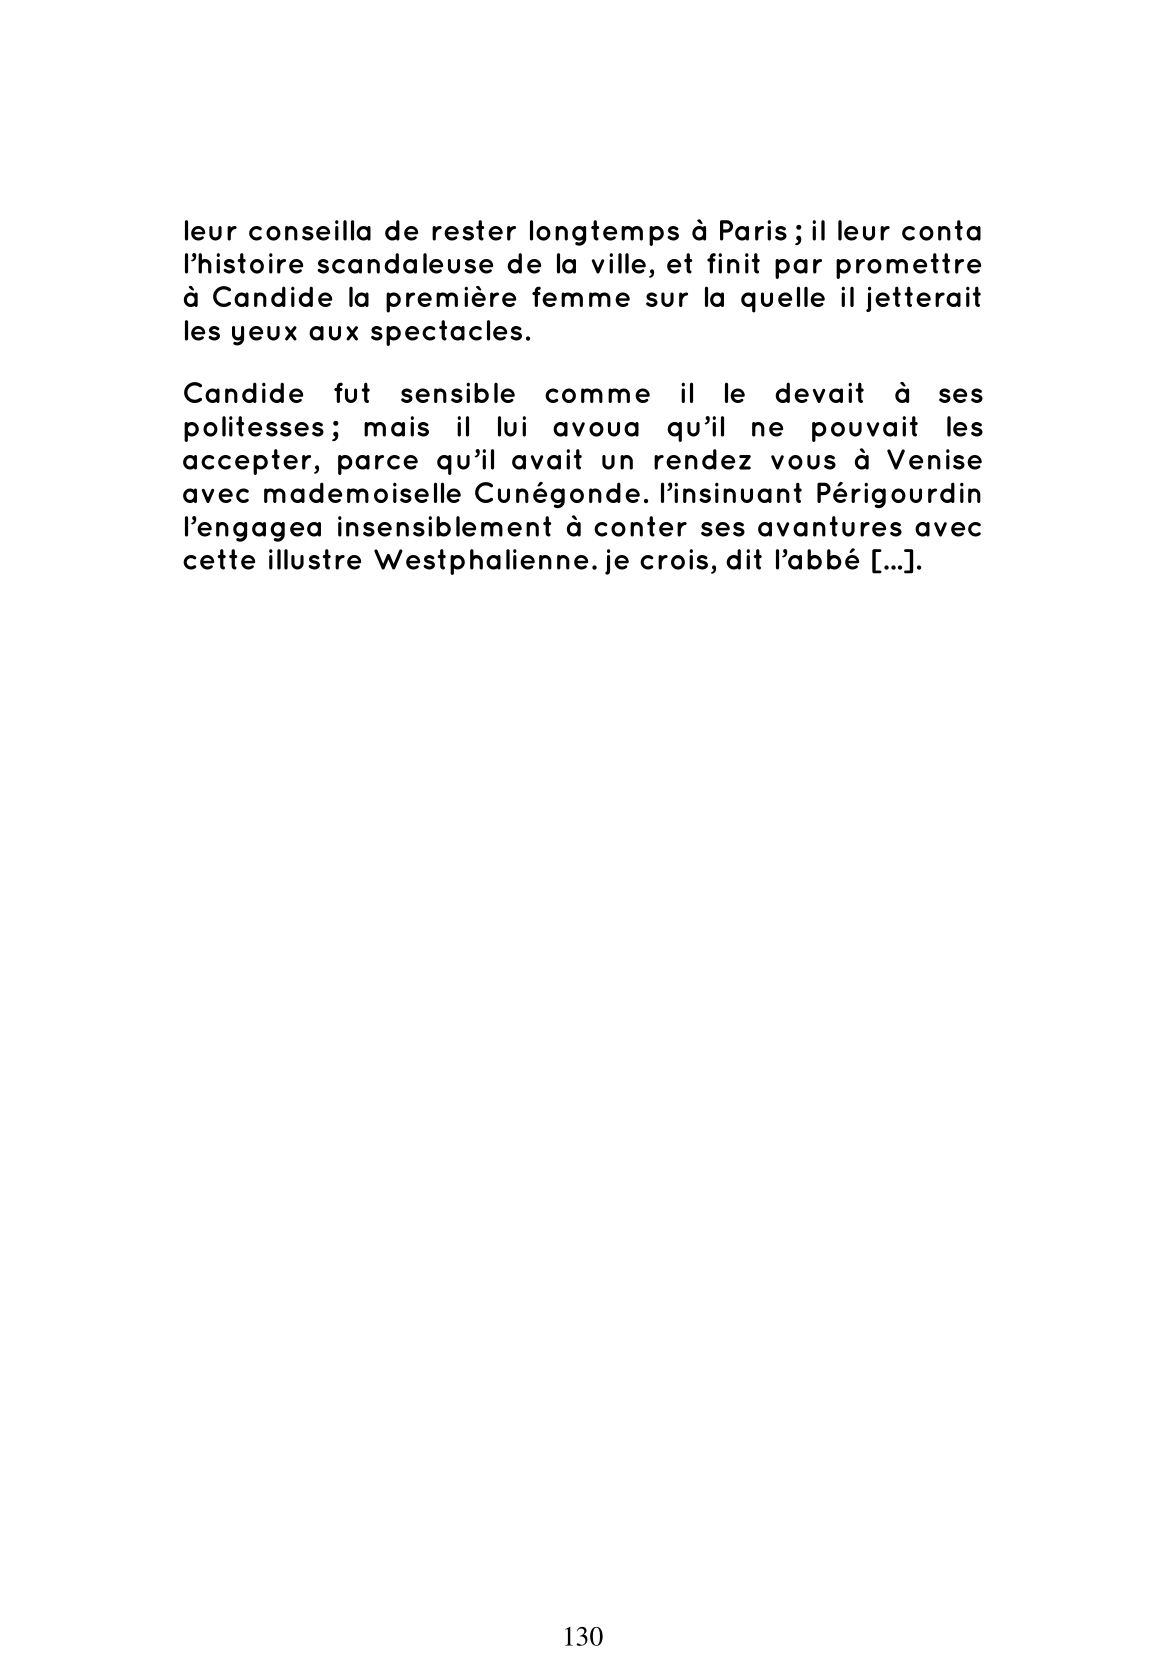 leur conseilla de rester longtemps à Paris ; il leur conta
l’histoire scandaleuse de la ville, et finit par promettre
à Candide la première femme sur la quelle il jetterait
les yeux aux spectacles.
Candide fut sensible comme il le devait à ses
politesses ; mais il lui avoua qu’il ne pouvait les
accepter, parce qu’il avait un rendez vous à Venise
avec mademoiselle Cunégonde. l’insinuant Périgourdin
l’engagea insensiblement à conter ses avantures avec
cette illustre Westphalienne. je crois, dit l’abbé [...].
130